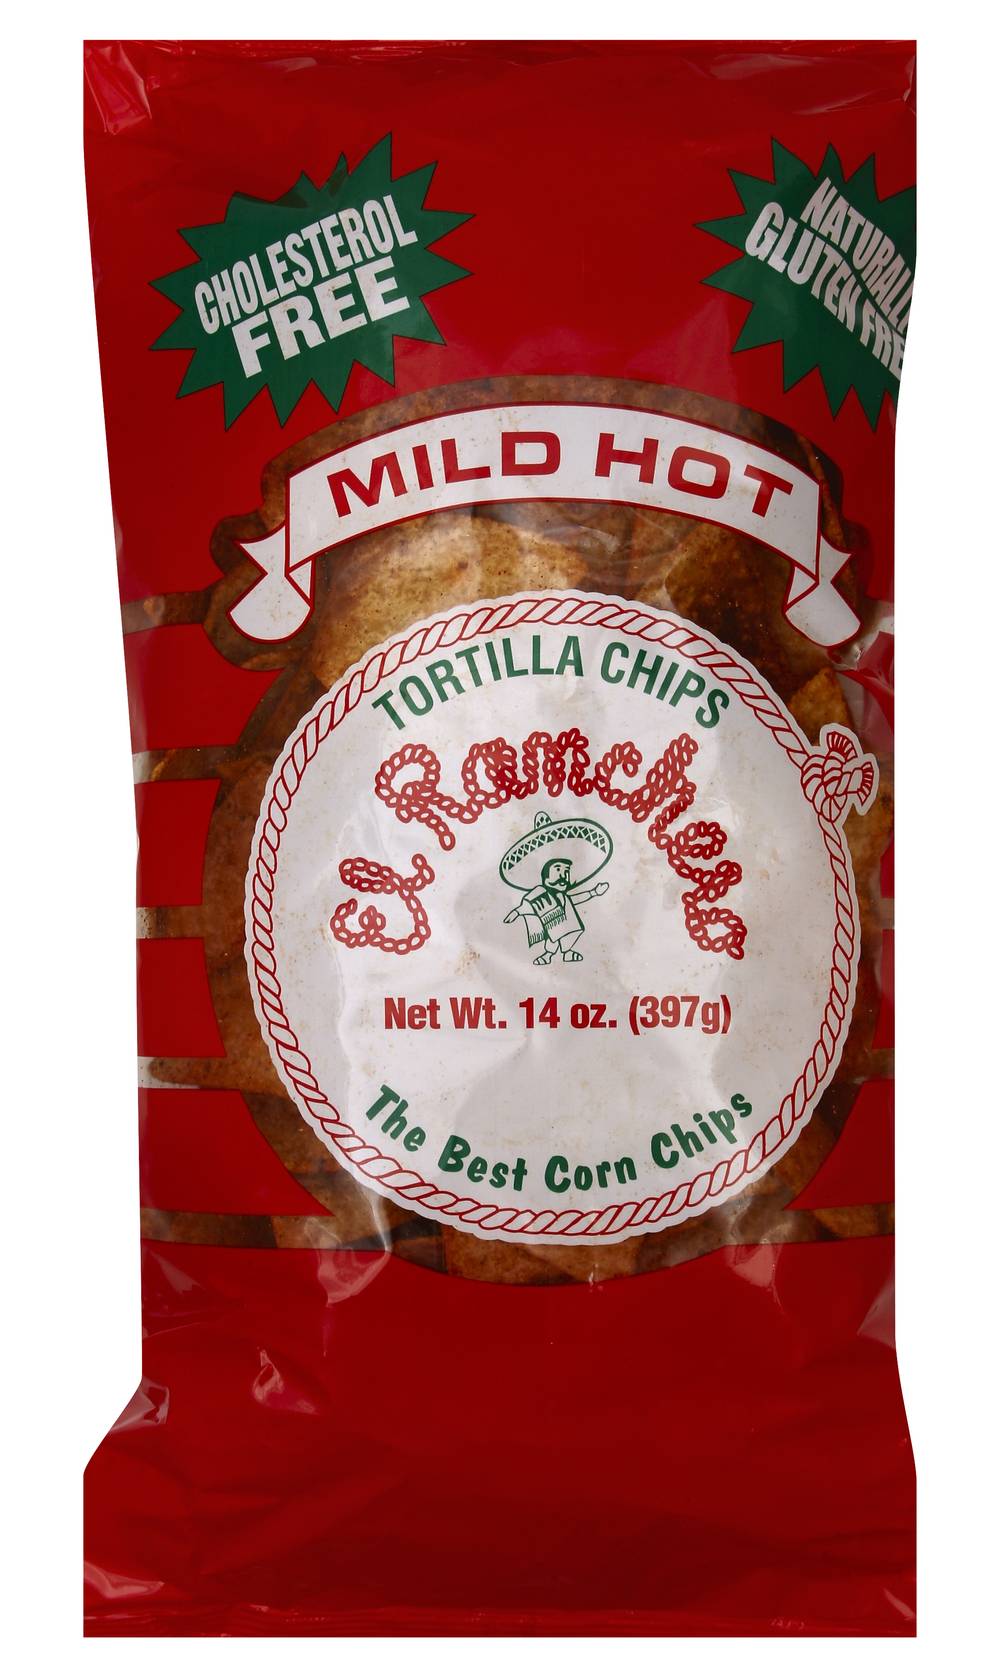 CHOLESTEROL
FREE
NATURALLY
GLUTEN FREE
MILD HOT
TORTILLA CHIPS
El Ranchero
Net Wt. 14 oz. (397g)
The Best Corn Chips